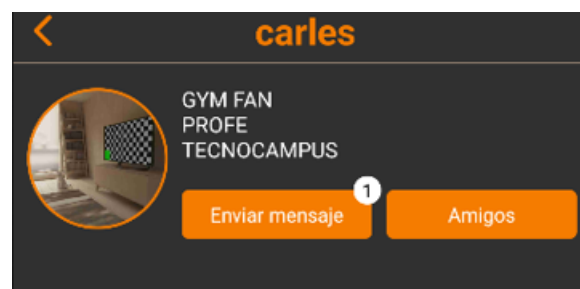 carles
GYM FAN
PROFE
TECNOCAMPUS
1
Enviar mensaje
Amigos